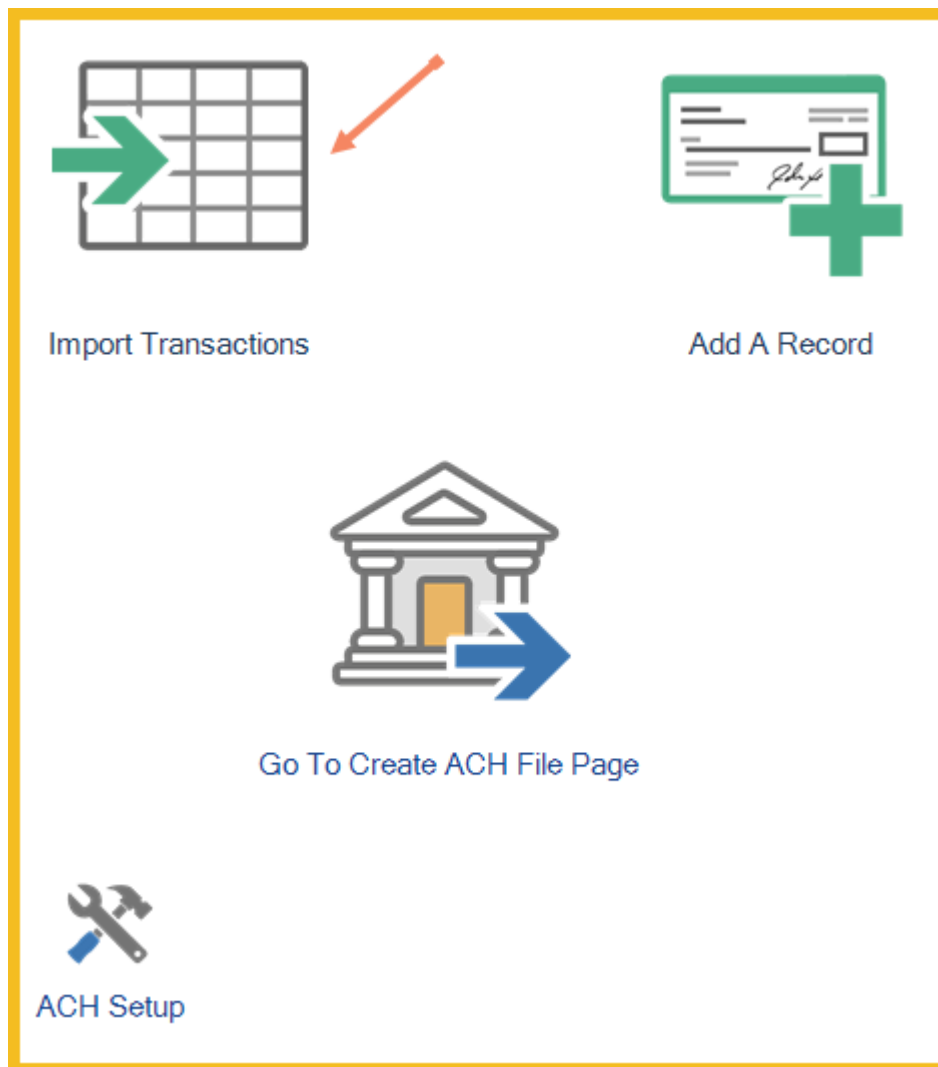 Import Transactions
Add A Record
Go To Create ACH File Page
ACH Setup